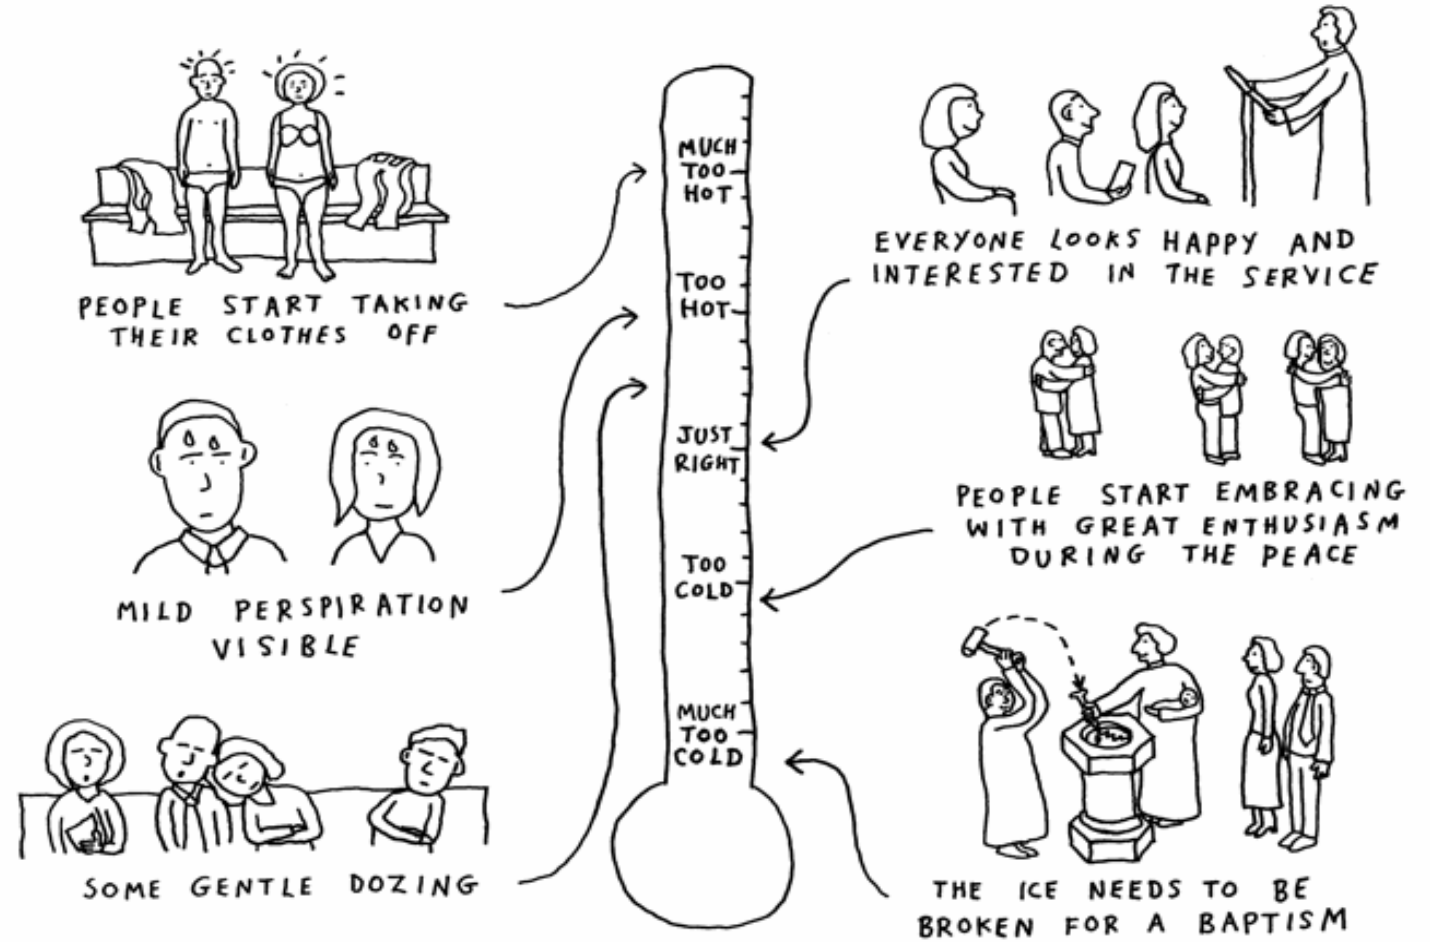 PEOPLE START TAKING
THEIR CLOTHES OFF
MILD PERSPIRATION
VISIBLE
SOME GENTLE DOZING
MUCH
TOO
HOT
TOO
HOT
JUST
RIGHT
TOO
COLD
MUCH
TOO
COLD
EVERYONE LOOKS HAPPY AND
INTERESTED IN THE SERVICE
PEOPLE START EMBRACING
WITH GREAT ENTHUSIASM
DURING THE PEACE
THE ICE NEEDS TO BE
BROKEN FOR A BAPTISM